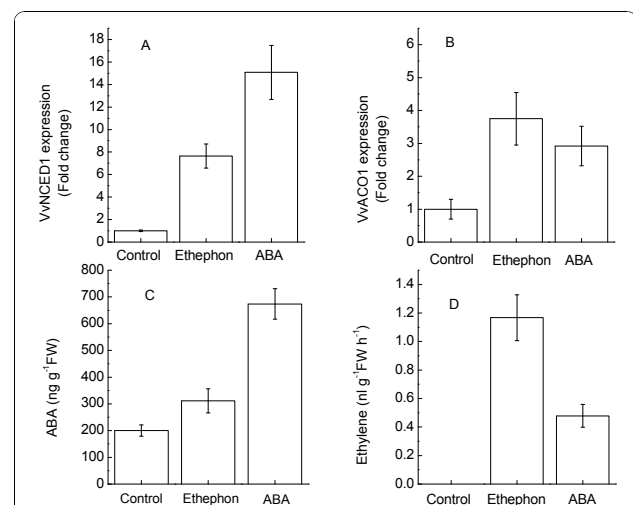 A
VvNCED1 expression
(Fold change)
18
16
14
12
10
8
6
4
2
0
Control Ethephon ABA
B
VvACO1 expression
(Fold change)
6
5
4
3
2
1
0
Control Ethephon ABA
C
ABA (ng g⁻¹FW)
800
700
600
500
400
300
200
100
0
Control Ethephon ABA
D
Ethylene (nl g⁻¹FW h⁻¹)
1.4
1.2
1.0
0.8
0.6
0.4
0.2
0.0
Control Ethephon ABA